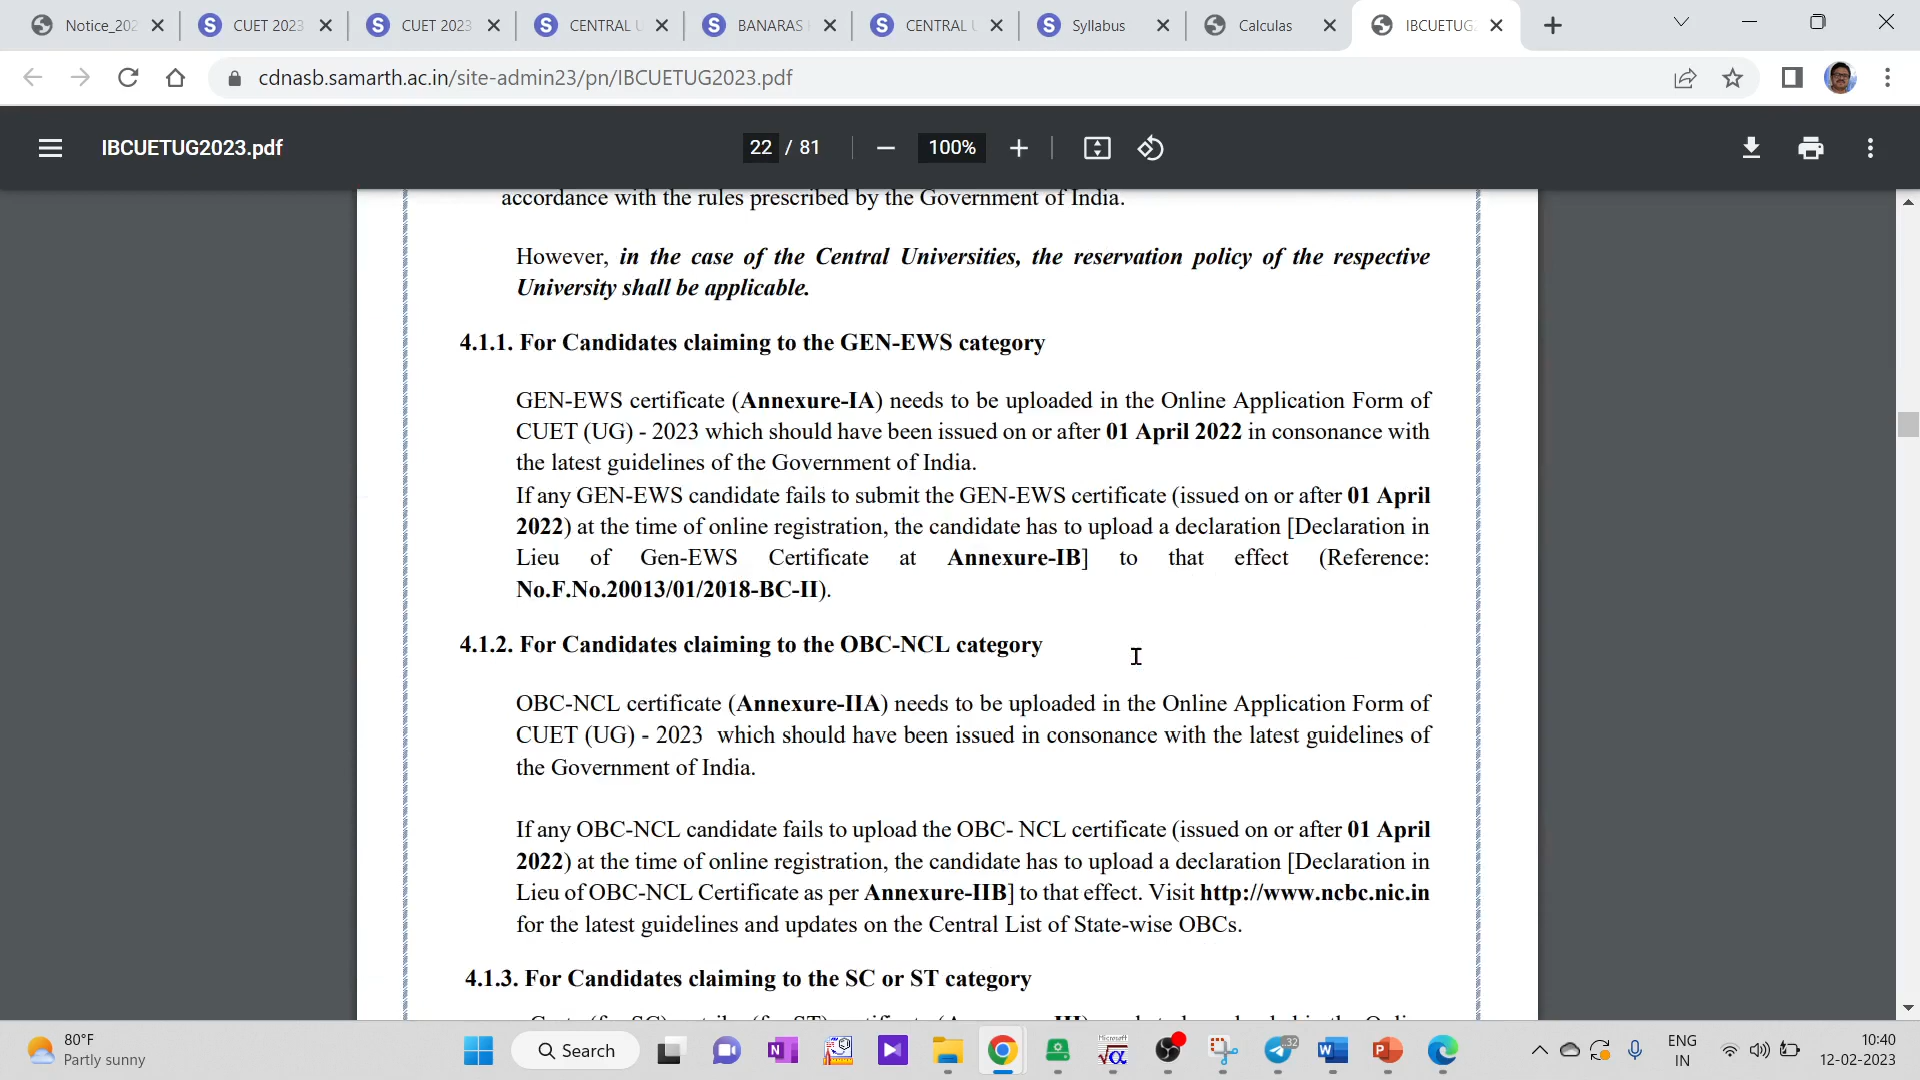 Notice_202
CUET 2023
CUET 2023
CENTRAL U
BANARAS H
CENTRAL U
Syllabus
Calculas
IBCUETUG2
cdnasb.samarth.ac.in/site-admin23/pn/IBCUETUG2023.pdf
IBCUETUG2023.pdf
22 / 81
100%
accordance with the rules prescribed by the Government of India.
However, in the case of the Central Universities, the reservation policy of the respective
University shall be applicable.
4.1.1. For Candidates claiming to the GEN-EWS category
GEN-EWS certificate (Annexure-IA) needs to be uploaded in the Online Application Form of
CUET (UG) - 2023 which should have been issued on or after 01 April 2022 in consonance with
the latest guidelines of the Government of India.
If any GEN-EWS candidate fails to submit the GEN-EWS certificate (issued on or after 01 April
2022) at the time of online registration, the candidate has to upload a declaration [Declaration in
Lieu of Gen-EWS Certificate at Annexure-IB] to that effect (Reference:
No.F.No.20013/01/2018-BC-II).
4.1.2. For Candidates claiming to the OBC-NCL category
OBC-NCL certificate (Annexure-IIA) needs to be uploaded in the Online Application Form of
CUET (UG) - 2023 which should have been issued in consonance with the latest guidelines of
the Government of India.
If any OBC-NCL candidate fails to upload the OBC- NCL certificate (issued on or after 01 April
2022) at the time of online registration, the candidate has to upload a declaration [Declaration in
Lieu of OBC-NCL Certificate as per Annexure-IIB] to that effect. Visit http://www.ncbc.nic.in
for the latest guidelines and updates on the Central List of State-wise OBCs.
4.1.3. For Candidates claiming to the SC or ST category
80°F
Partly sunny
Search
Microsoft
32
ENG
IN
10:40
12-02-2023